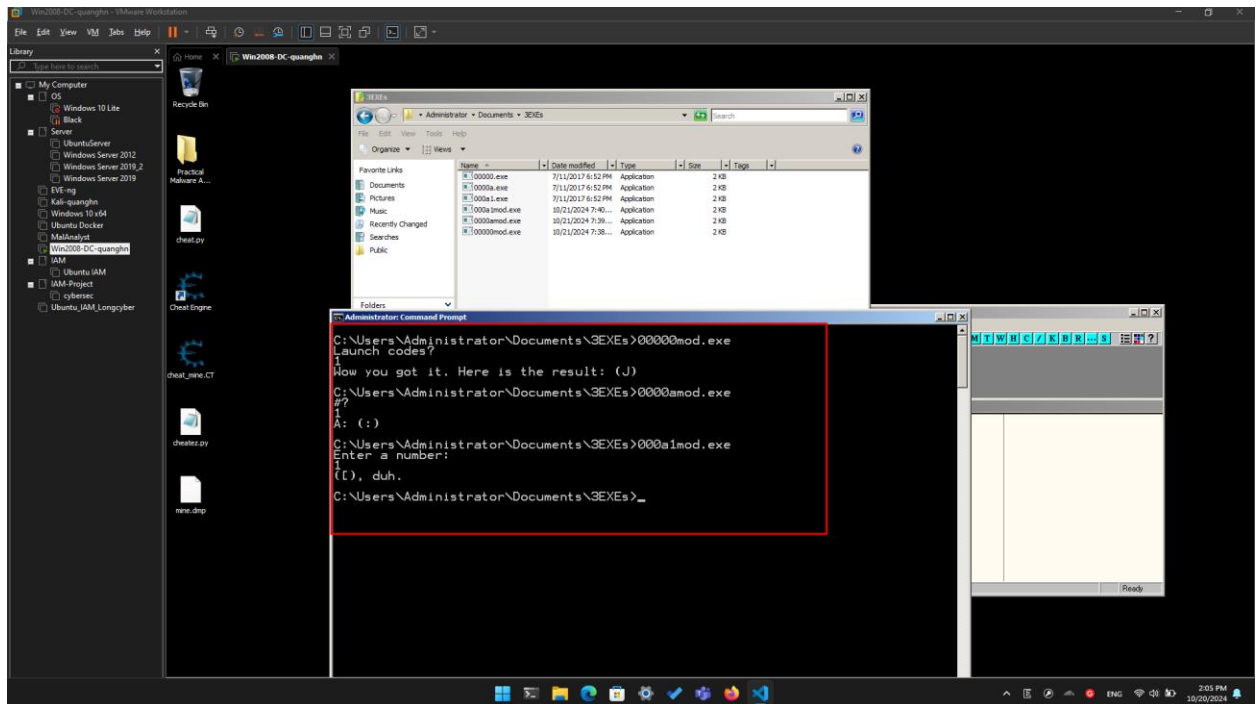 Win2008-DC-quanghn - VMware Workstation
File Edit View VM Tabs Help
Library
Type here to search
My Computer
OS
Windows 10 Lite
Black
Server
UbuntuServer
Windows Server 2012
Windows Server 2019_2
Windows Server 2019
EVE-ng
Kali-quanghn
Windows 10 x64
Ubuntu Docker
MalAnalyst
Win2008-DC-quanghn
IAM
Ubuntu IAM
IAM-Project
cybersec
Ubuntu_IAM_Longcyber
Home
Win2008-DC-quanghn
Recycle Bin
Practical
Malware A...
cheat.py
Cheat Engine
cheat_mine.CT
cheatez.py
mine.dmp
3EXEs
Administrator Documents 3EXEs
Search
File Edit View Tools Help
Organize Views
Favorite Links
Documents
Pictures
Music
Recently Changed
Searches
Public
Folders
Name Date modified Type Size Tags
00000.exe 7/11/2017 6:52 PM Application 2 KB
0000a.exe 7/11/2017 6:52 PM Application 2 KB
000a1.exe 7/11/2017 6:52 PM Application 2 KB
000a1mod.exe 10/21/2024 7:40... Application 2 KB
0000amod.exe 10/21/2024 7:39... Application 2 KB
00000mod.exe 10/21/2024 7:38... Application 2 KB
Administrator: Command Prompt
C:\Users\Administrator\Documents\3EXEs>00000mod.exe
Launch codes?
1
Wow you got it. Here is the result: (J)
C:\Users\Administrator\Documents\3EXEs>0000amod.exe
#?
1
A: (:)
C:\Users\Administrator\Documents\3EXEs>000a1mod.exe
Enter a number:
1
([), duh.
C:\Users\Administrator\Documents\3EXEs>_
M T W H C / K B R ... S ?
Ready
ENG
2:05 PM
10/20/2024